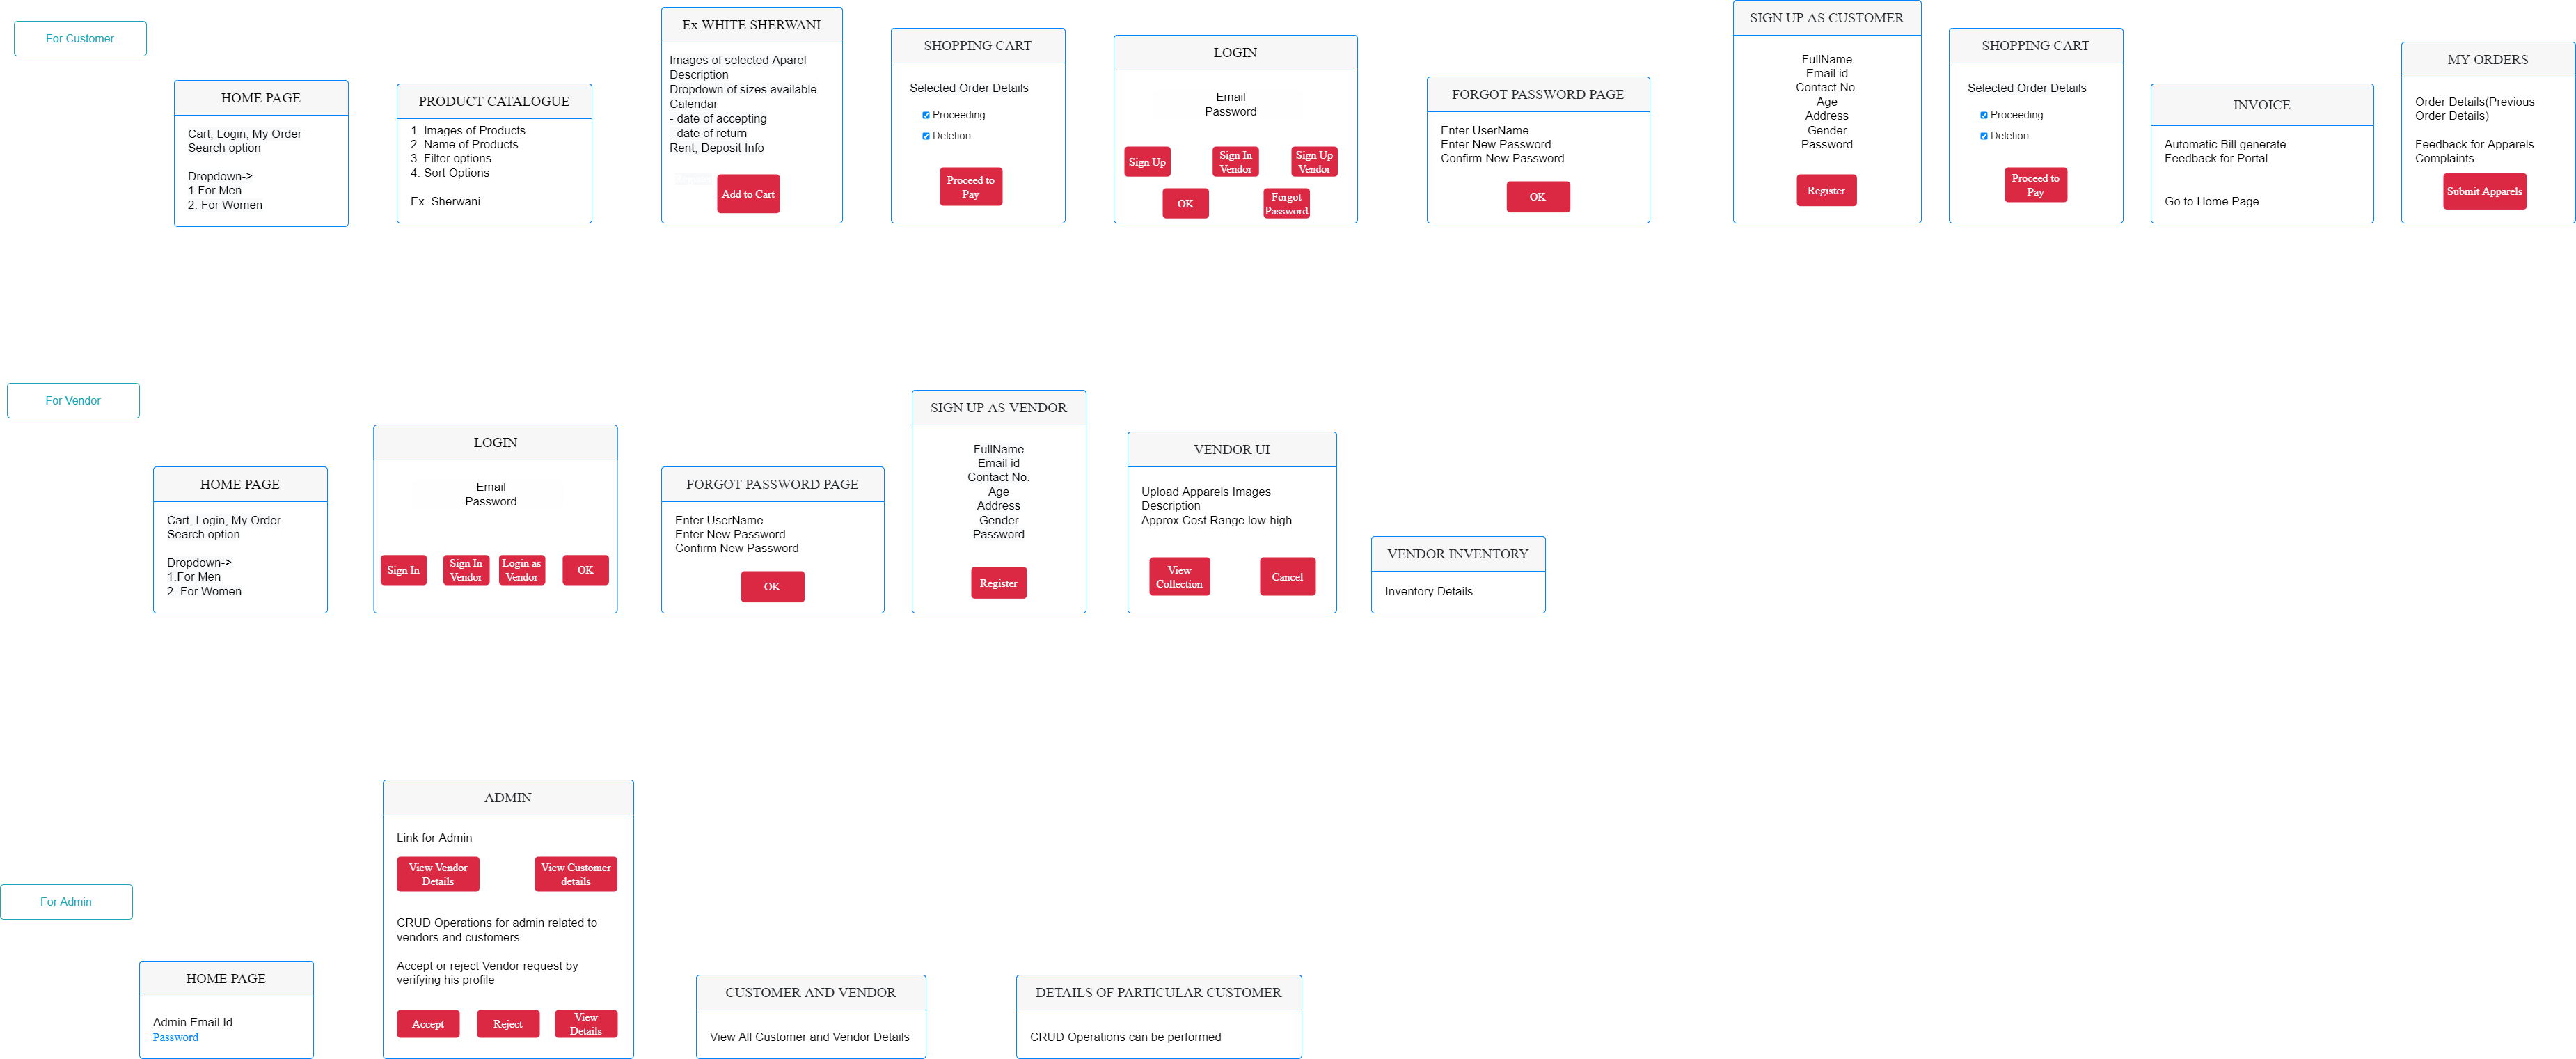 For Customer
HOME PAGE
Cart, Login, My Order
Search option
Dropdown->
1.For Men
2. For Women
PRODUCT CATALOGUE
1. Images of Products
2. Name of Products
3. Filter options
4. Sort Options
Ex. Sherwani
Ex WHITE SHERWANI
Images of selected Aparel
Description
Dropdown of sizes available
Calendar
- date of accepting
- date of return
Rent, Deposit Info
Add to Cart
SHOPPING CART
Selected Order Details
Proceeding
Deletion
Proceed to
Pay
LOGIN
Email
Password
Sign Up
Sign In
Vendor
Sign Up
Vendor
OK
Forgot
Password
FORGOT PASSWORD PAGE
Enter UserName
Enter New Password
Confirm New Password
OK
SIGN UP AS CUSTOMER
FullName
Email id
Contact No.
Age
Address
Gender
Password
Register
SHOPPING CART
Selected Order Details
Proceeding
Deletion
Proceed to
Pay
INVOICE
Automatic Bill generate
Feedback for Portal
Go to Home Page
MY ORDERS
Order Details(Previous
Order Details)
Feedback for Apparels
Complaints
Submit Apparels
For Vendor
HOME PAGE
Cart, Login, My Order
Search option
Dropdown->
1.For Men
2. For Women
LOGIN
Email
Password
Sign In
Sign In
Vendor
Login as
Vendor
OK
FORGOT PASSWORD PAGE
Enter UserName
Enter New Password
Confirm New Password
OK
SIGN UP AS VENDOR
FullName
Email id
Contact No.
Age
Address
Gender
Password
Register
VENDOR UI
Upload Apparels Images
Description
Approx Cost Range low-high
View
Collection
Cancel
VENDOR INVENTORY
Inventory Details
For Admin
HOME PAGE
Admin Email Id
Password
ADMIN
Link for Admin
View Vendor
Details
View Customer
details
CRUD Operations for admin related to
vendors and customers
Accept or reject Vendor request by
verifying his profile
Accept
Reject
View
Details
CUSTOMER AND VENDOR
View All Customer and Vendor Details
DETAILS OF PARTICULAR CUSTOMER
CRUD Operations can be performed